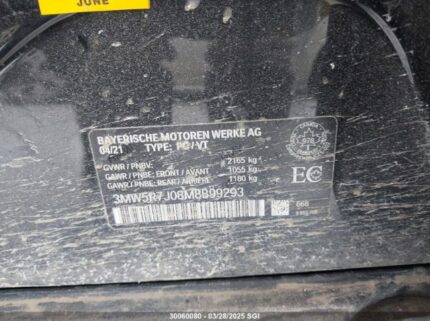 JUNE
BAYERISCHE MOTOREN WERKE AG
04/21 TYPE: PC / VT
GVWR / PNBV: 2165 kg
GAWR / PNBE: FRONT / AVANT 1055 kg
GAWR / PNBE: REAR / ARRIÈRE 1180 kg
EC
3MW5R7J06M8B99293
668
30060080 - 03/28/2025 SGI